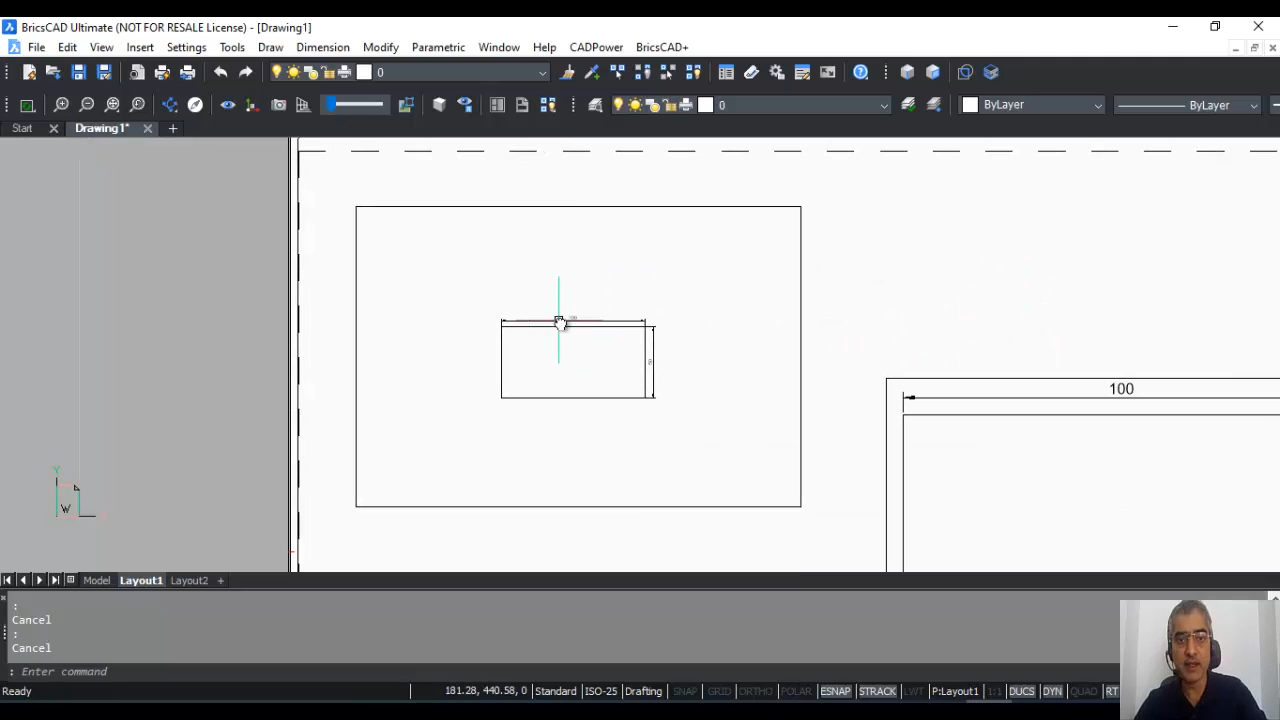 BricsCAD Ultimate (NOT FOR RESALE License) - [Drawing1]
File Edit View Insert Settings Tools Draw Dimension Modify Parametric Window Help CADPower BricsCAD+
0
0 ByLayer ByLayer
Start Drawing1*
100
Y
W
Model Layout1 Layout2
:
Cancel
:
Cancel
: Enter command
Ready 181.28, 440.58, 0 Standard ISO-25 Drafting SNAP GRID ORTHO POLAR ESNAP STRACK LWT P:Layout1 1:1 DUCS DYN QUAD RT